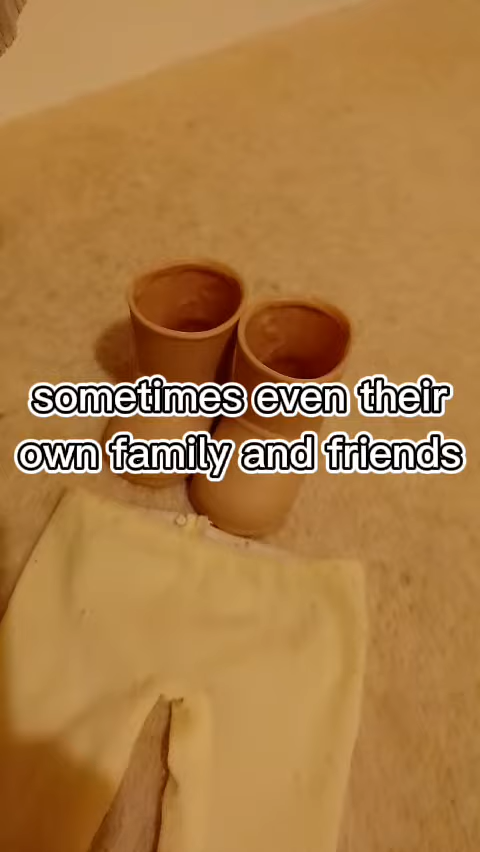 sometimes even their
own family and friends